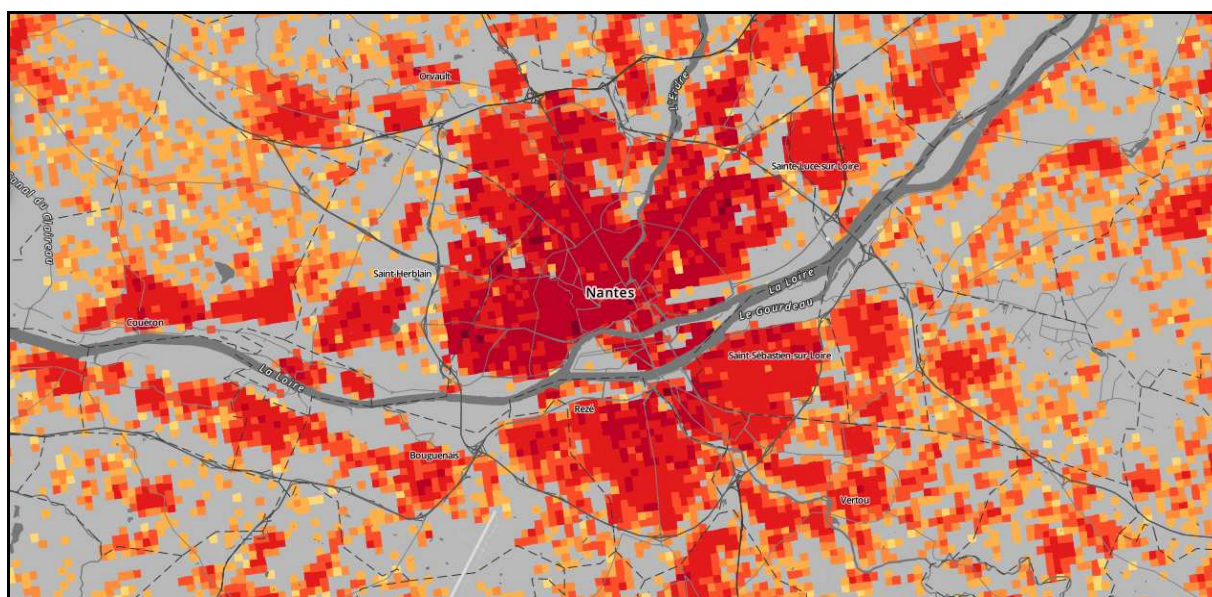 Orvault
L'Erdre
Sainte-Luce-sur-Loire
Canal du Cloireau
Saint-Herblain
La Loire
Nantes
Le Gourdeau
Couëron
Saint-Sébastien-sur-Loire
La Loire
Rezé
Bouguenais
Vertou